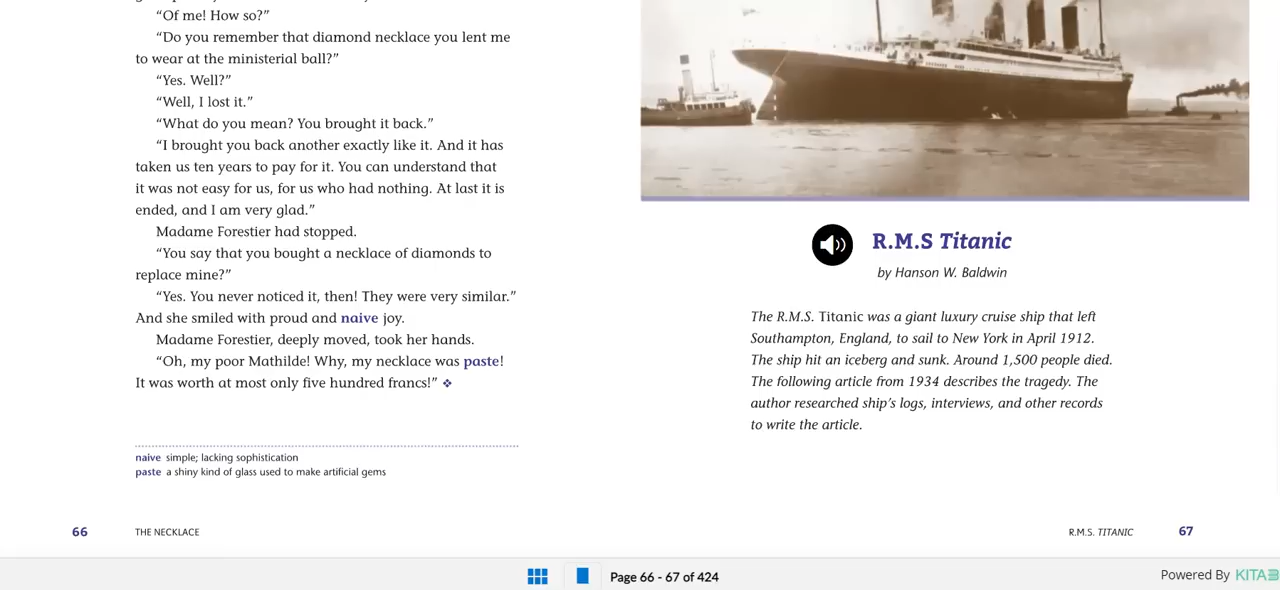 “Of me! How so?”
“Do you remember that diamond necklace you lent me
to wear at the ministerial ball?”
“Yes. Well?”
“Well, I lost it.”
“What do you mean? You brought it back.”
“I brought you back another exactly like it. And it has
taken us ten years to pay for it. You can understand that
it was not easy for us, for us who had nothing. At last it is
ended, and I am very glad.”
Madame Forestier had stopped.
“You say that you bought a necklace of diamonds to
replace mine?”
“Yes. You never noticed it, then! They were very similar.”
And she smiled with proud and naive joy.
Madame Forestier, deeply moved, took her hands.
“Oh, my poor Mathilde! Why, my necklace was paste!
It was worth at most only five hundred francs!” ❖
naive simple; lacking sophistication
paste a shiny kind of glass used to make artificial gems
66 THE NECKLACE
R.M.S Titanic
by Hanson W. Baldwin
The R.M.S. Titanic was a giant luxury cruise ship that left
Southampton, England, to sail to New York in April 1912.
The ship hit an iceberg and sunk. Around 1,500 people died.
The following article from 1934 describes the tragedy. The
author researched ship’s logs, interviews, and other records
to write the article.
R.M.S. TITANIC 67
Page 66 - 67 of 424
Powered By